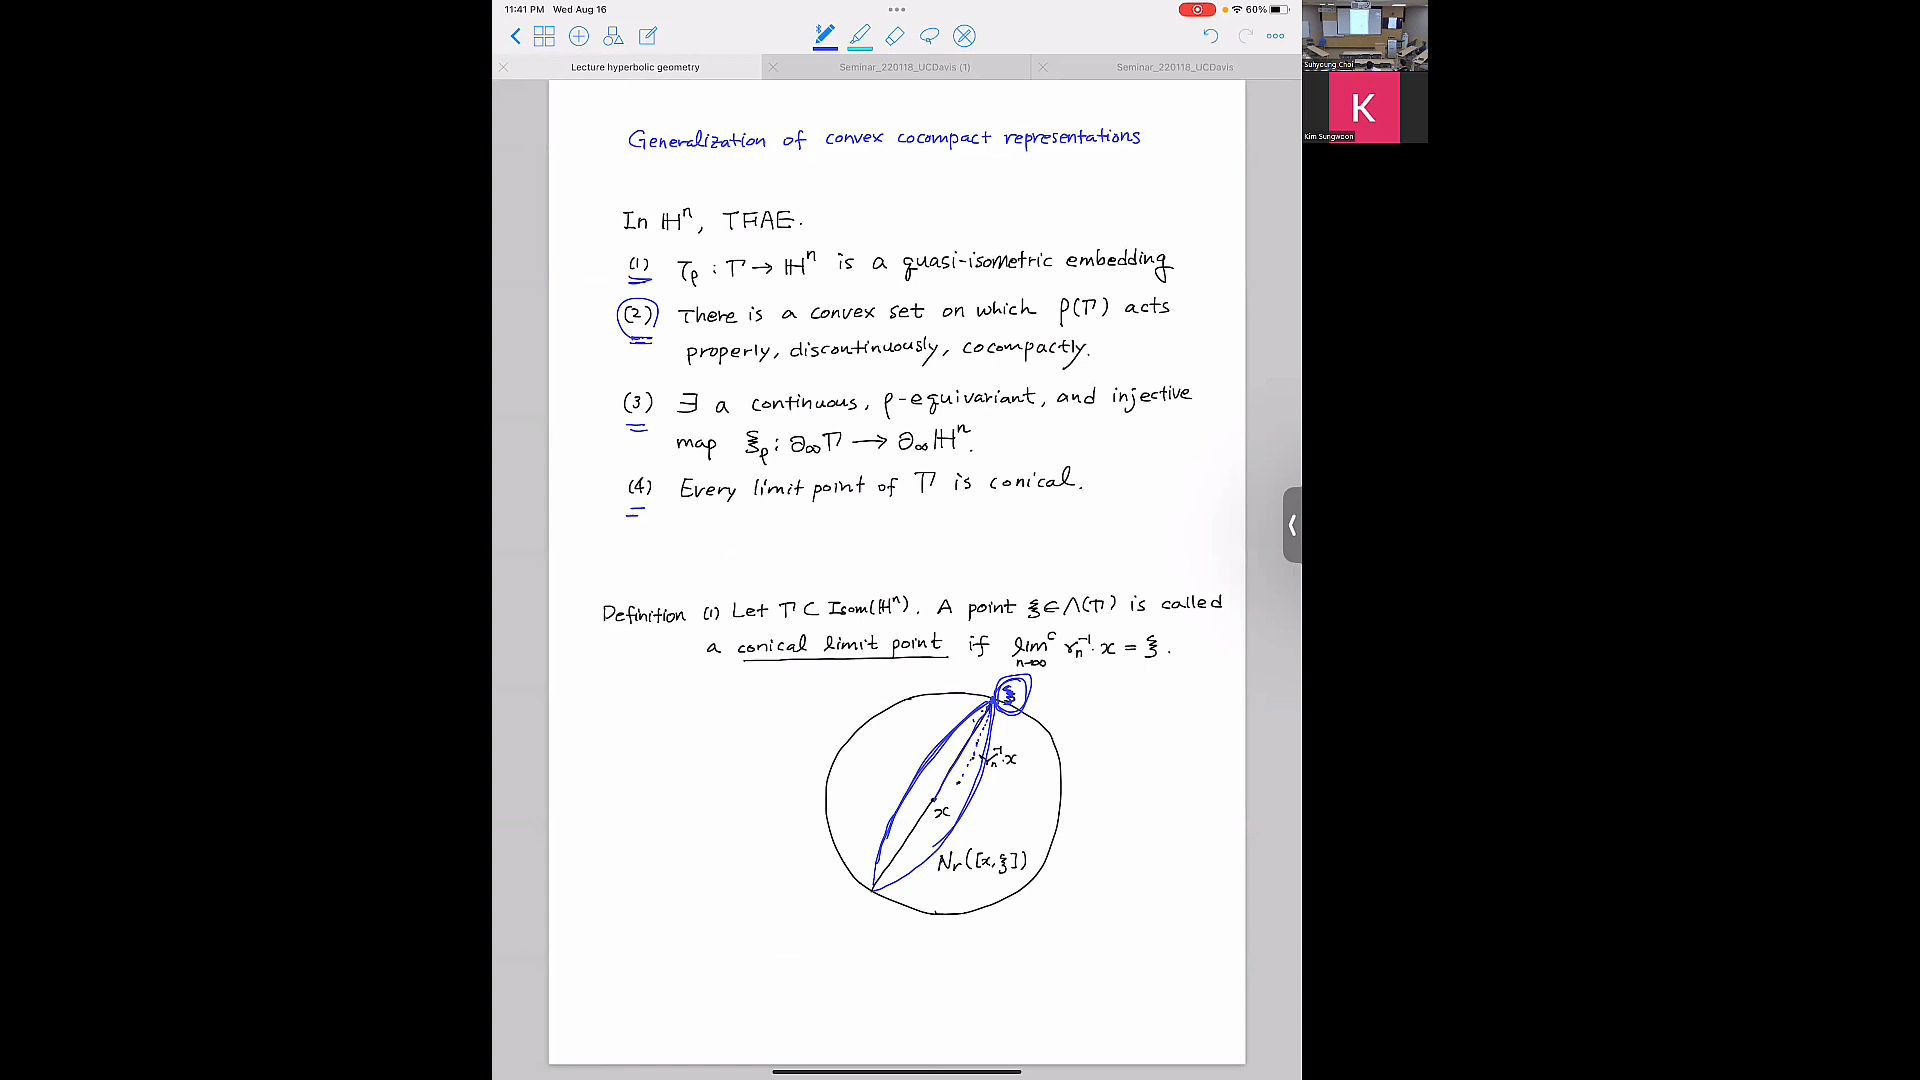 11:41 PM Wed Aug 16
60%
Lecture hyperbolic geometry
Seminar_220118_UCDavis (1)
Seminar_220118_UCDavis
Suhyoung Choi
K
Kim Sungwoon
Generalization of convex cocompact representations
In ℍⁿ, TFAE.
(1) τ_ρ : Γ → ℍⁿ is a quasi-isometric embedding
(2) There is a convex set on which ρ(Γ) acts
properly, discontinuously, cocompactly.
(3) ∃ a continuous, ρ-equivariant, and injective
map ξ_ρ : ∂∞Γ → ∂∞ℍⁿ.
(4) Every limit point of Γ is conical.
Definition (1) Let Γ ⊂ Isom(ℍⁿ). A point ξ ∈ Λ(Γ) is called
a conical limit point if lim^c_{n→∞} γ_n⁻¹·x = ξ.
ξ
γ_n⁻¹·x
x
N_r([x,ξ])